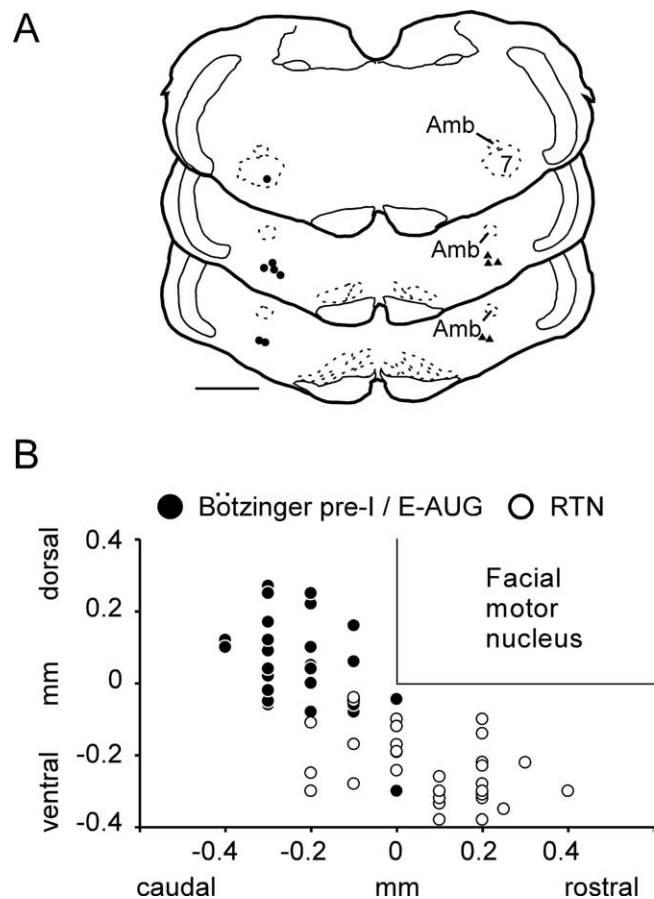 A
Amb
7
Amb
Amb
B
Bötzinger pre-I / E-AUG RTN
dorsal
mm
ventral
0.4
0.2
0
-0.2
-0.4
Facial
motor
nucleus
-0.4 -0.2 0 0.2 0.4
caudal mm rostral